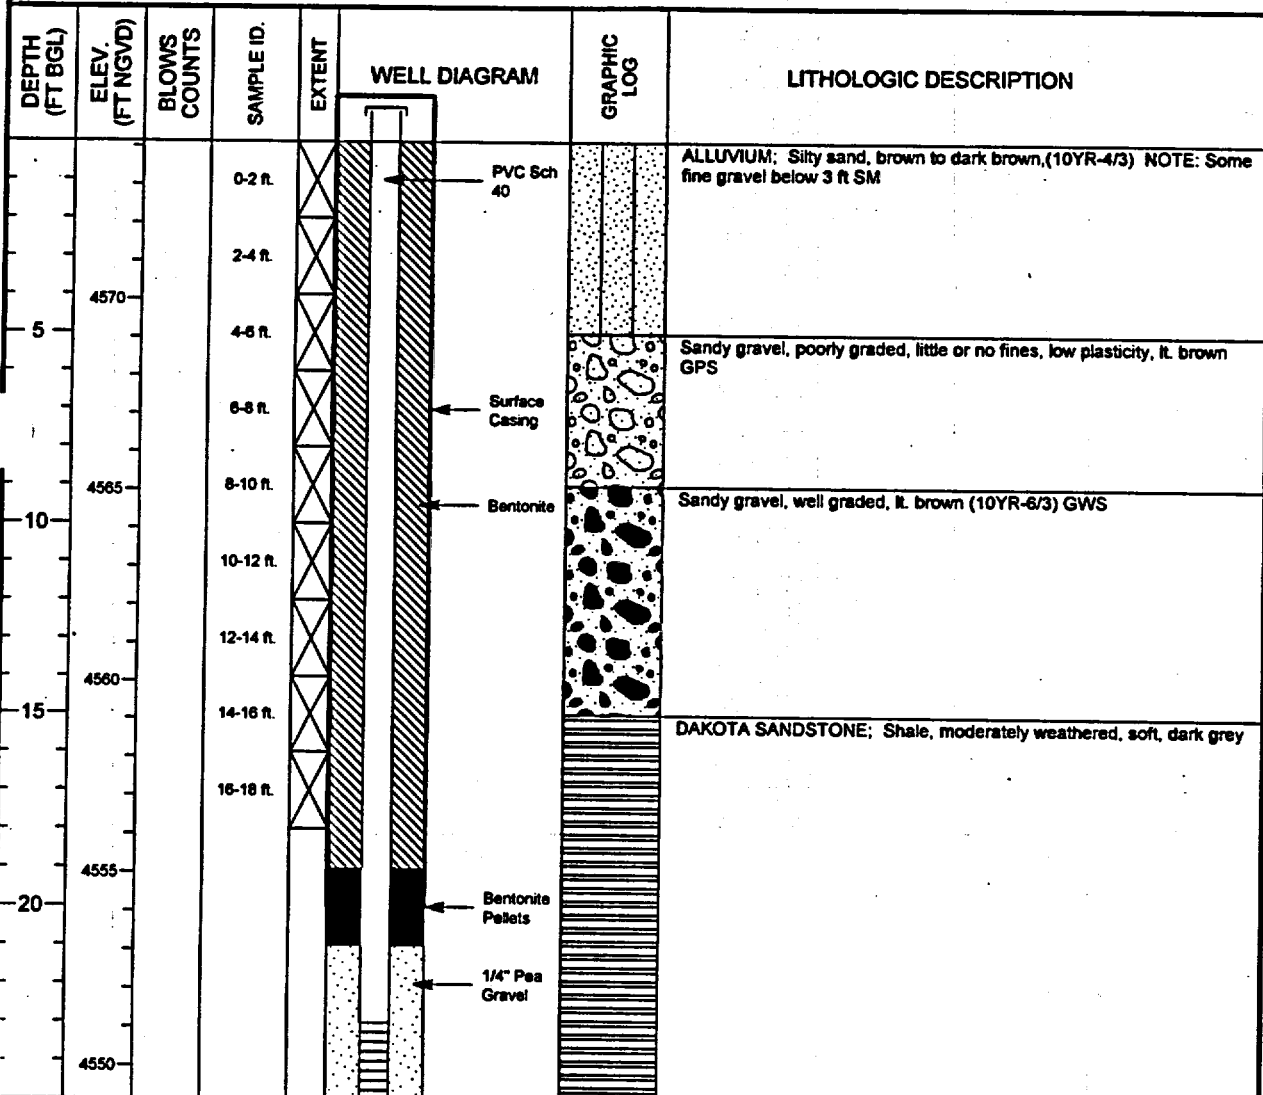 DEPTH
(FT BGL)
ELEV.
(FT NGVD)
BLOWS
COUNTS
SAMPLE ID.
EXTENT
WELL DIAGRAM
GRAPHIC
LOG
LITHOLOGIC DESCRIPTION
0-2 ft.
PVC Sch
40
ALLUVIUM; Silty sand, brown to dark brown,(10YR-4/3) NOTE: Some
fine gravel below 3 ft SM
2-4 ft.
4570
5
4-6 ft.
Sandy gravel, poorly graded, little or no fines, low plasticity, lt. brown
GPS
6-8 ft.
Surface
Casing
4565
8-10 ft.
Bentonite
Sandy gravel, well graded, lt. brown (10YR-6/3) GWS
10
10-12 ft.
12-14 ft.
4560
15
14-16 ft.
DAKOTA SANDSTONE; Shale, moderately weathered, soft, dark grey
16-18 ft.
4555
20
Bentonite
Pellets
1/4" Pea
Gravel
4550